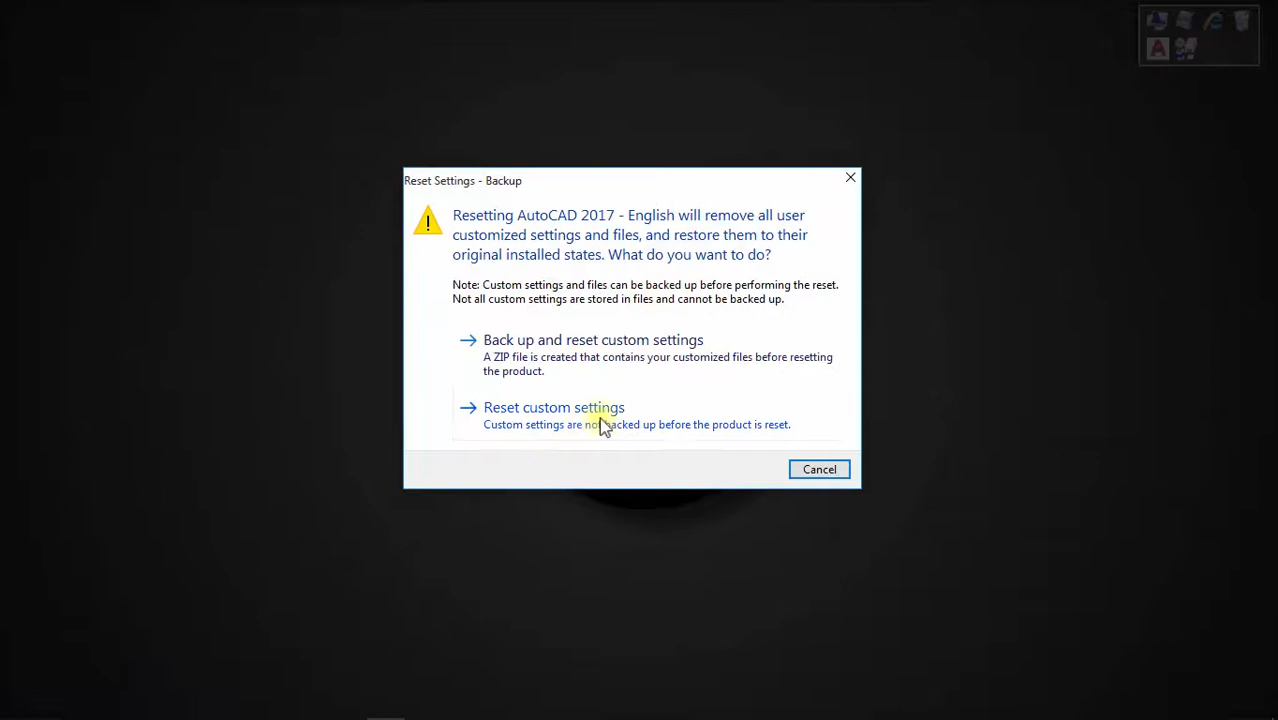 Reset Settings - Backup
Resetting AutoCAD 2017 - English will remove all user
customized settings and files, and restore them to their
original installed states. What do you want to do?
Note: Custom settings and files can be backed up before performing the reset.
Not all custom settings are stored in files and cannot be backed up.
Back up and reset custom settings
A ZIP file is created that contains your customized files before resetting
the product.
Reset custom settings
Custom settings are not backed up before the product is reset.
Cancel